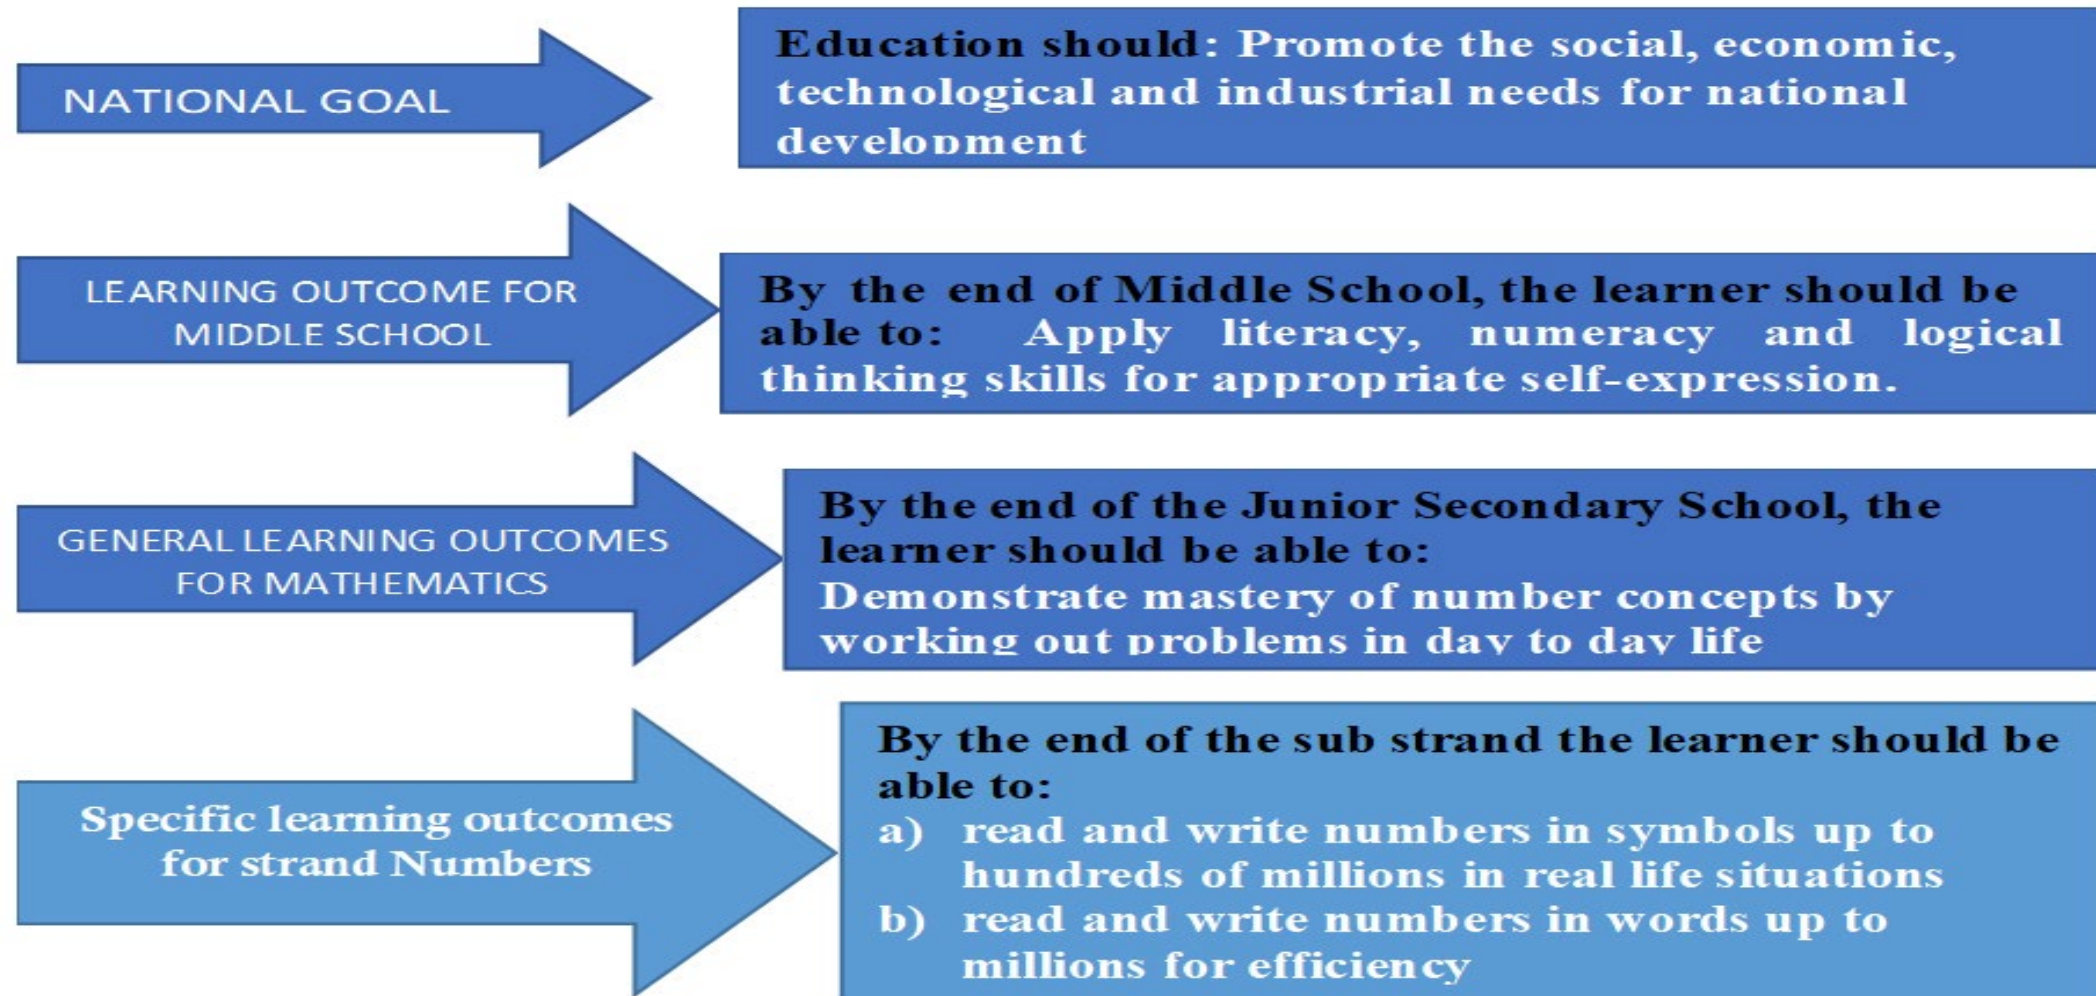 NATIONAL GOAL
Education should: Promote the social, economic,
technological and industrial needs for national
development
LEARNING OUTCOME FOR
MIDDLE SCHOOL
By the end of Middle School, the learner should be
able to: Apply literacy, numeracy and logical
thinking skills for appropriate self-expression.
GENERAL LEARNING OUTCOMES
FOR MATHEMATICS
By the end of the Junior Secondary School, the
learner should be able to:
Demonstrate mastery of number concepts by
working out problems in day to day life
Specific learning outcomes
for strand Numbers
By the end of the sub strand the learner should be
able to:
a) read and write numbers in symbols up to
hundreds of millions in real life situations
b) read and write numbers in words up to
millions for efficiency